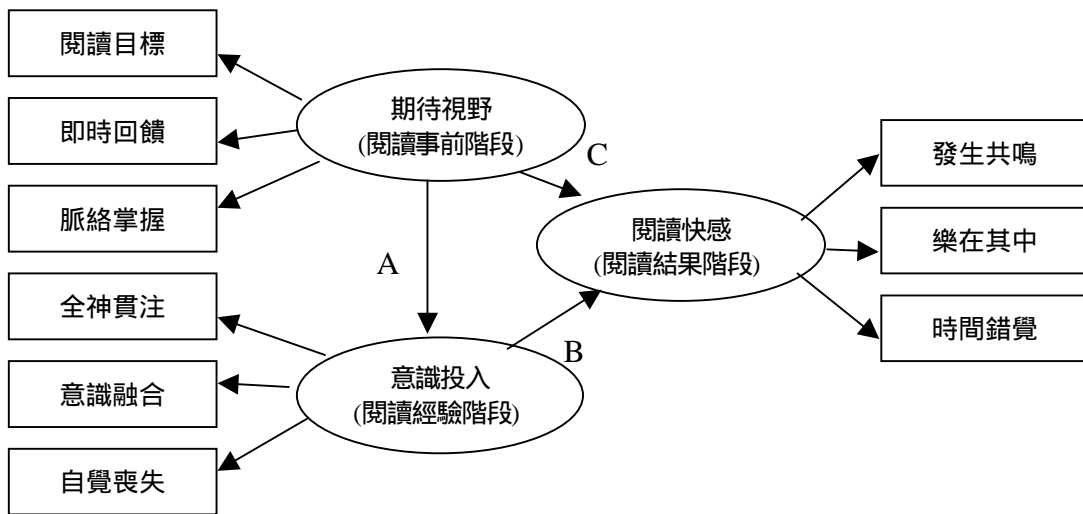 閱讀目標
即時回饋
脈絡掌握
期待視野
(閱讀事前階段)
C
A
全神貫注
意識融合
自覺喪失
意識投入
(閱讀經驗階段)
B
閱讀快感
(閱讀結果階段)
發生共鳴
樂在其中
時間錯覺